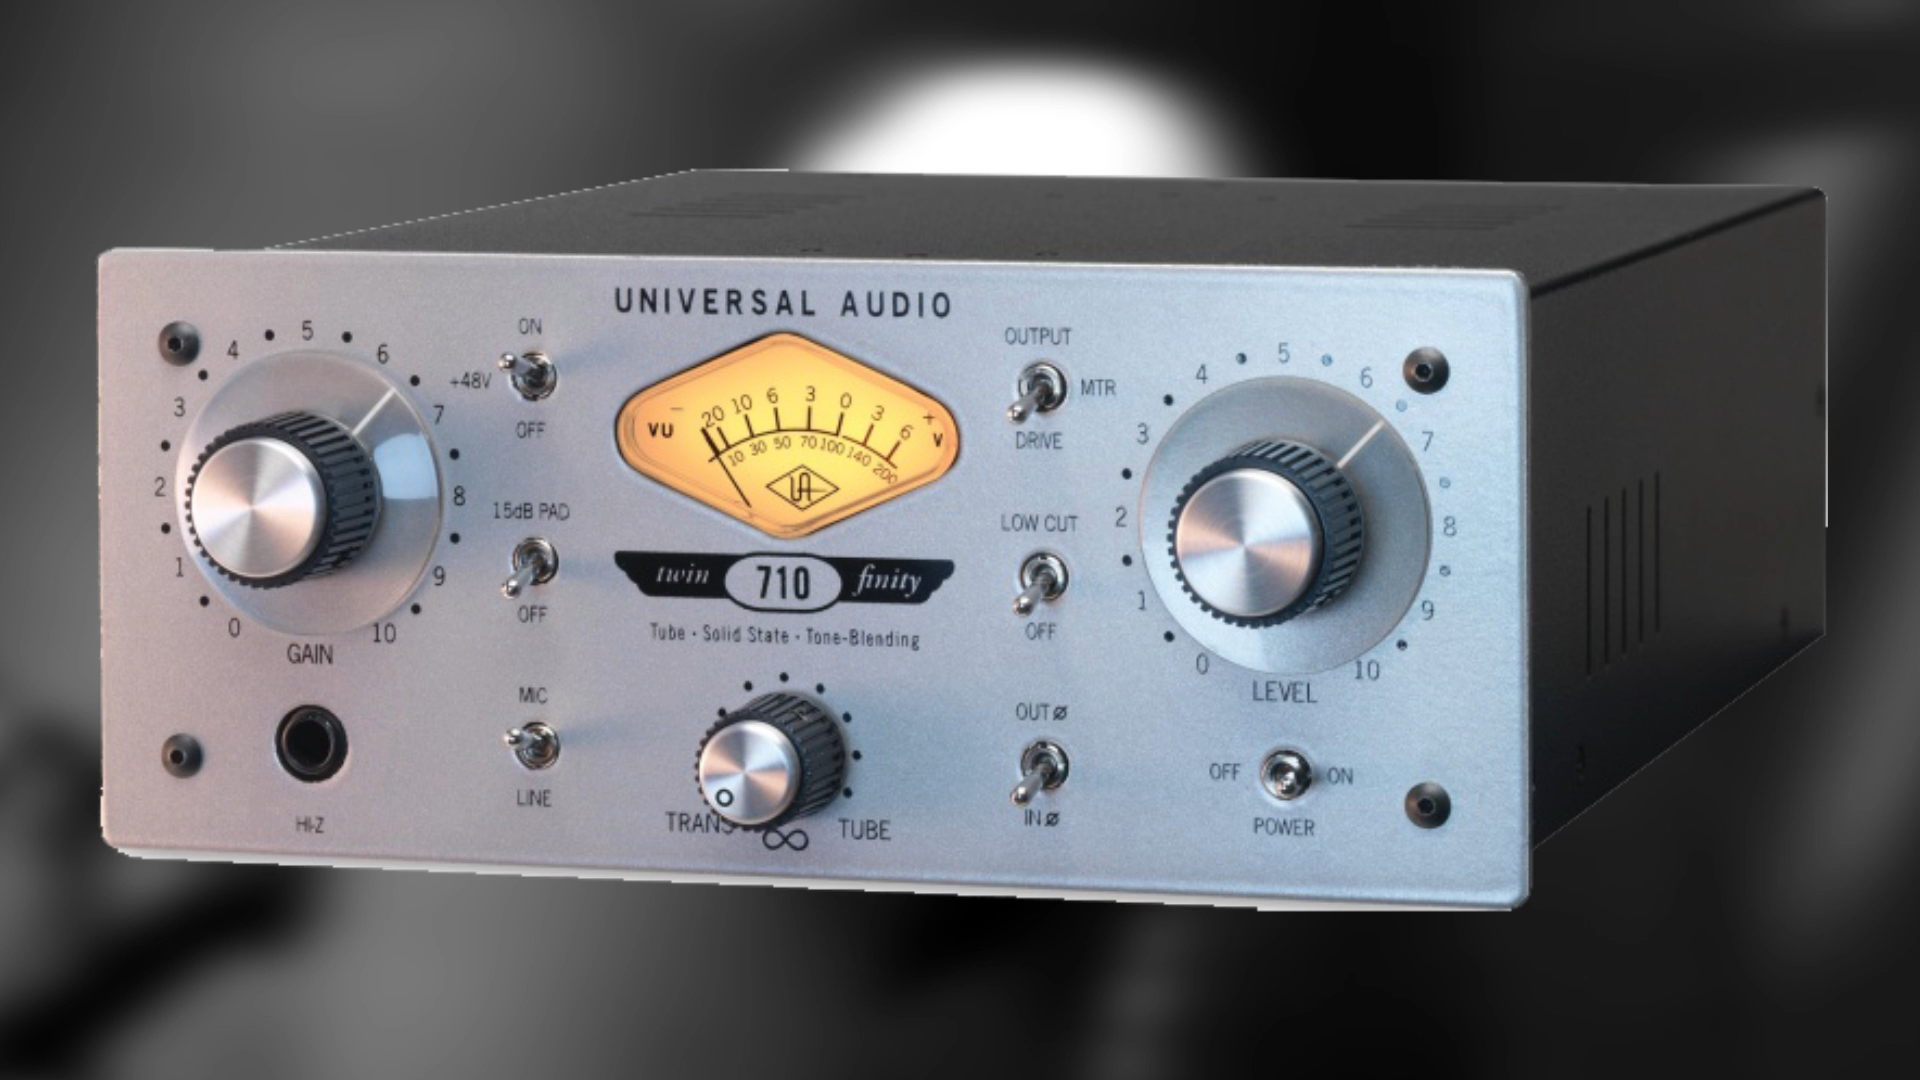 UNIVERSAL AUDIO
0 1 2 3 4 5 6 7 8 9 10
GAIN
HI-Z
ON
+48V
OFF
15dB PAD
OFF
MIC
LINE
VU - 20 10 6 3 0 3 6 + V
10 30 50 70 100 140 200
UA
twin 710 finity
Tube • Solid State • Tone-Blending
TRANS ∞ TUBE
OUTPUT
MTR
DRIVE
LOW CUT
OFF
OUT Ø
IN Ø
0 1 2 3 4 5 6 7 8 9 10
LEVEL
OFF ON
POWER